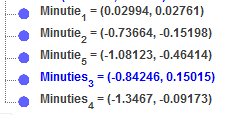 Minutie₁ = (0.02994, 0.02761)
Minutie₂ = (-0.73664, -0.15198)
Minutie₅ = (-1.08123, -0.46414)
Minuties₃ = (-0.84246, 0.15015)
Minuties₄ = (-1.3467, -0.09173)